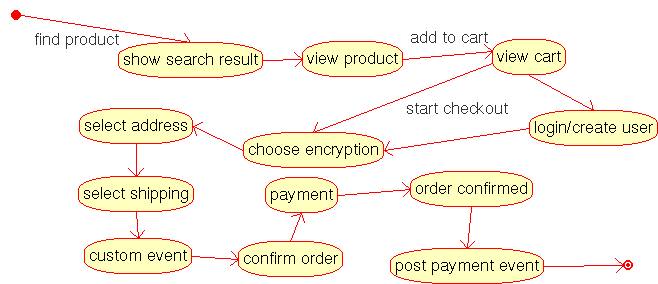 find product
show search result
view product
add to cart
view cart
start checkout
login/create user
choose encryption
select address
select shipping
custom event
confirm order
payment
order confirmed
post payment event